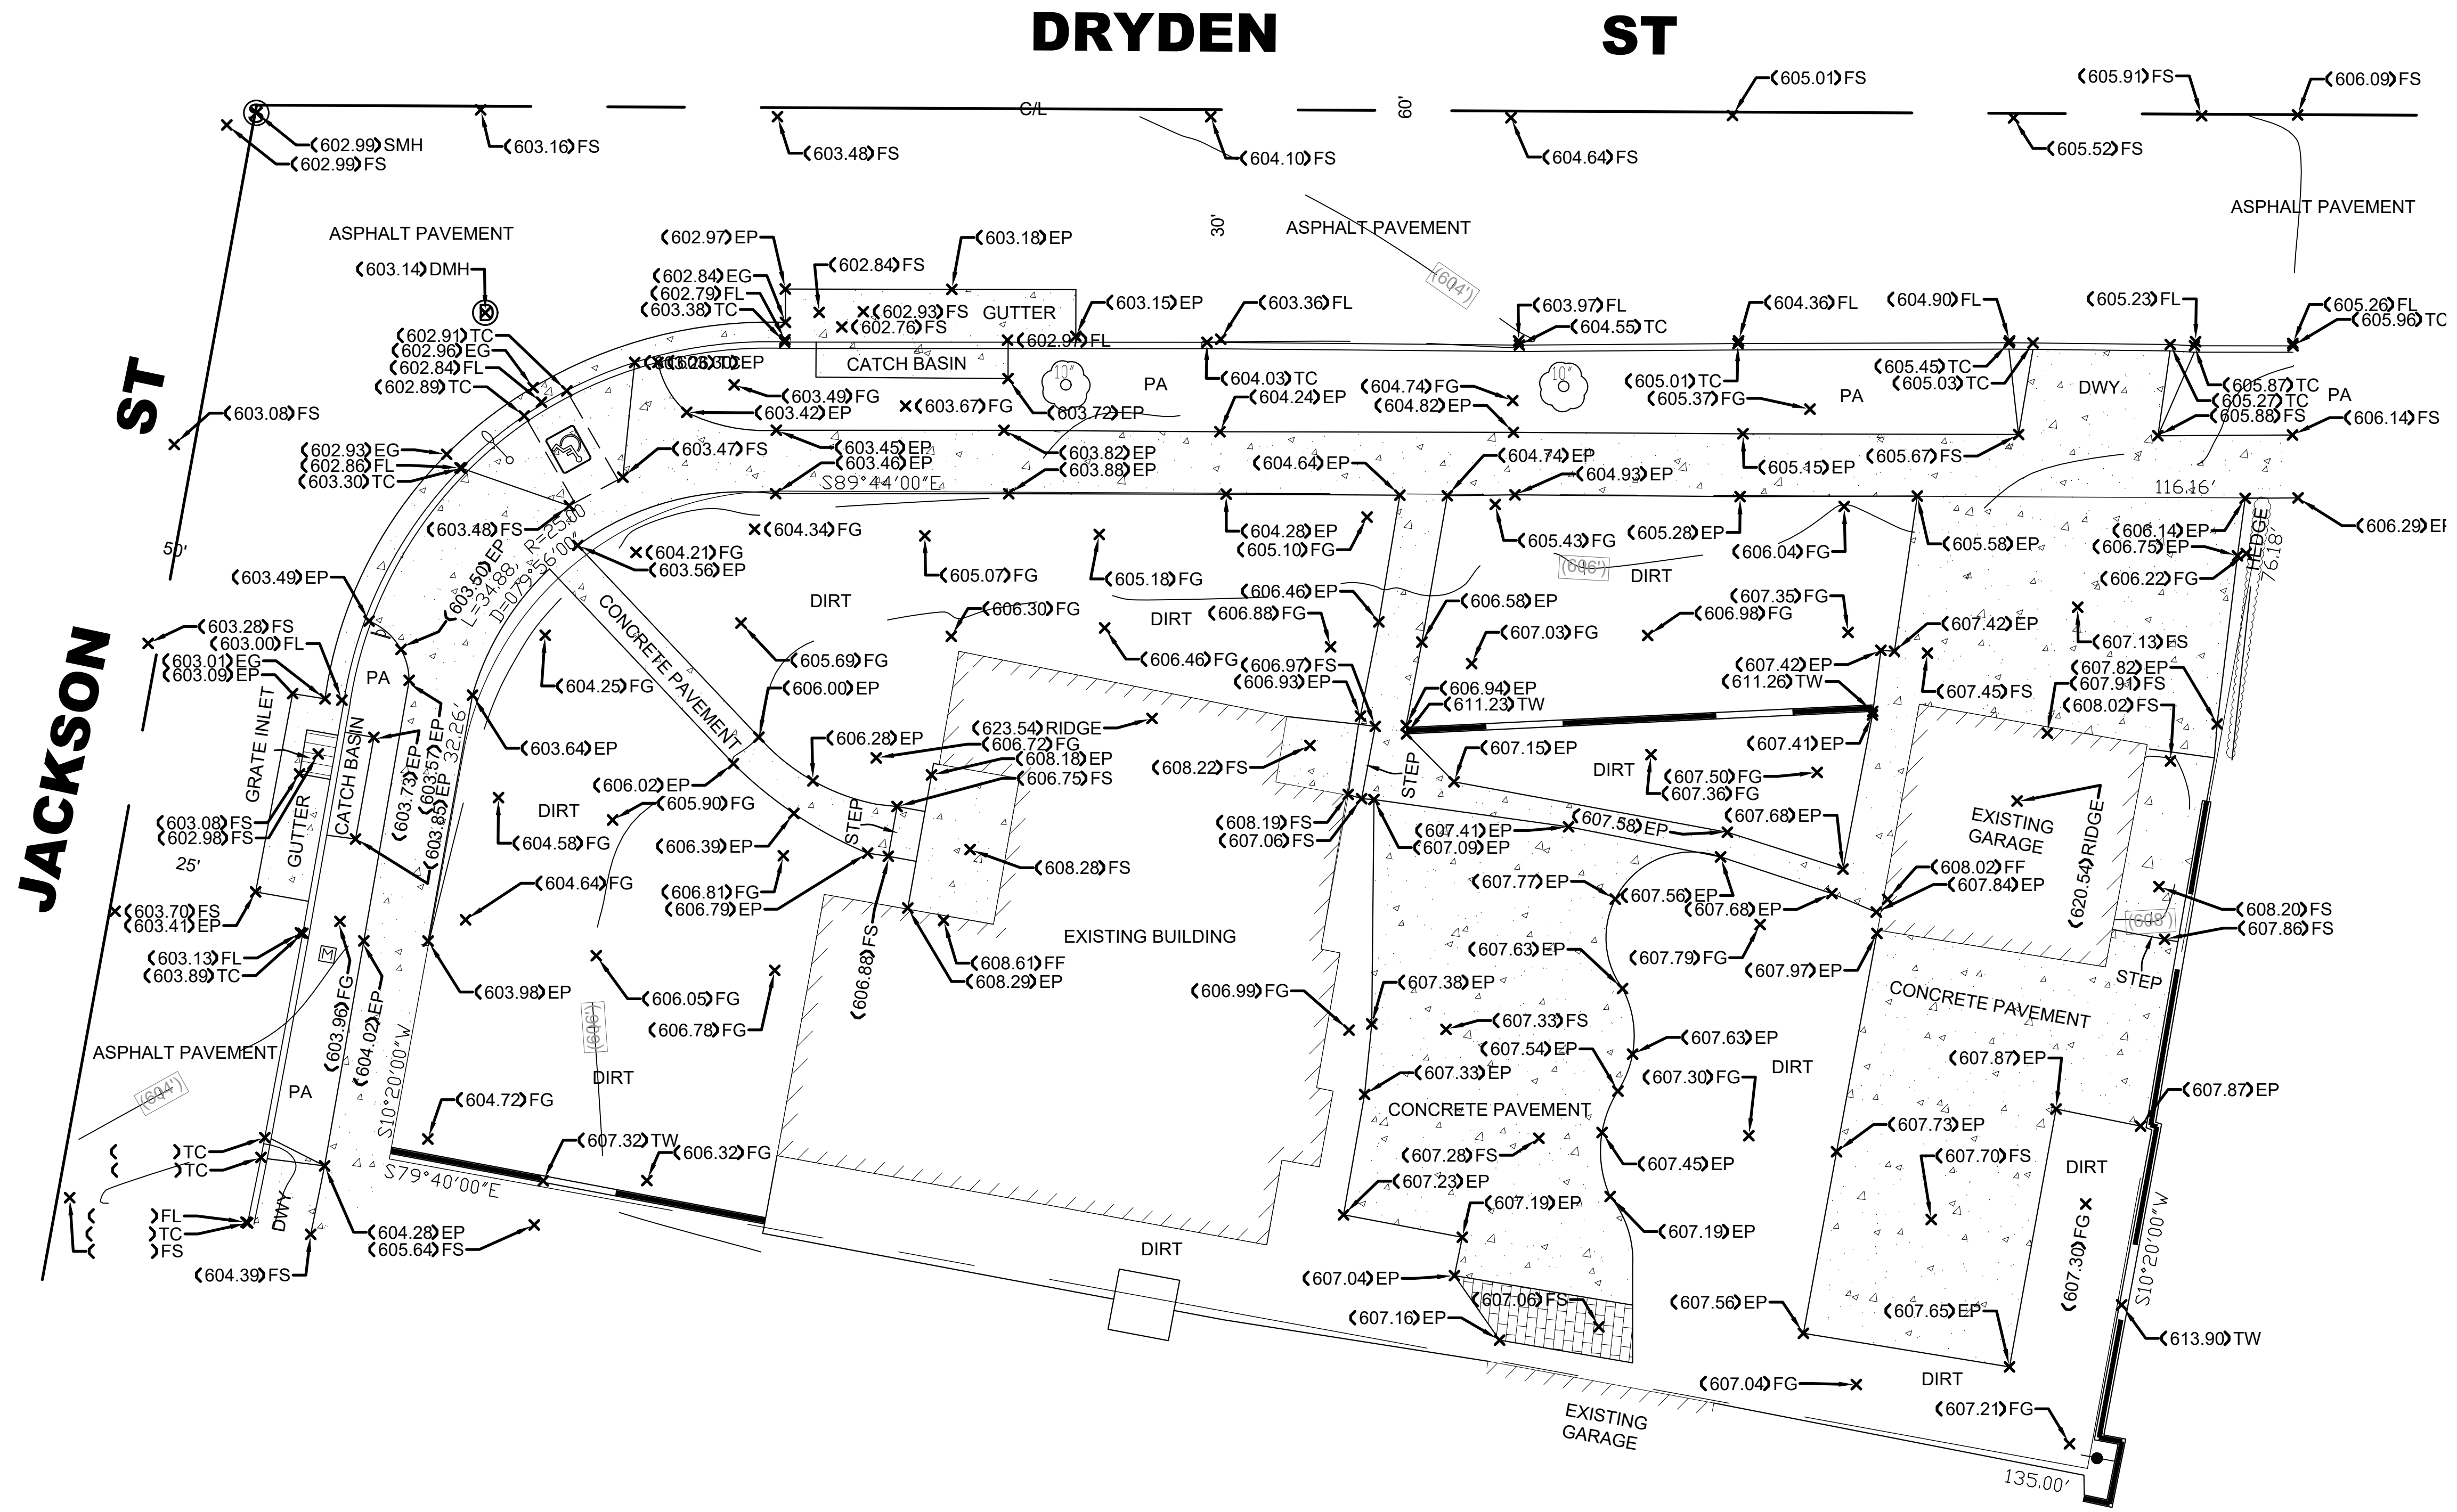 DRYDEN ST
C/L
60'
(605.01) FS
(605.91) FS
(606.09) FS
(602.99) SMH
(602.99) FS
(603.16) FS
(603.48) FS
(604.10) FS
(604.64) FS
(605.52) FS
ASPHALT PAVEMENT
30'
ASPHALT PAVEMENT
ASPHALT PAVEMENT
(602.97) EP
(603.18) EP
(603.14) DMH
(602.84) EG
(602.79) FL
(603.38) TC
(602.84) FS
(602.93) FS
(602.76) FS
GUTTER
(602.97) FL
CATCH BASIN
(603.15) EP
(603.36) FL
(604')
(603.97) FL
(604.55) TC
(604.36) FL
(604.90) FL
(605.23) FL
(605.26) FL
(605.96) TC
(602.91) TC
(602.96) EG
(602.84) FL
(602.89) TC
(603.49) FG
(603.42) EP
(603.67) FG
10"
(603.72) EP
PA
(604.03) TC
(604.24) EP
(604.74) FG
(604.82) EP
10"
(605.01) TC
(605.37) FG
PA
(605.45) TC
(605.03) TC
DWY
(605.87) TC
(605.27) TC
(605.88) FS
PA
(606.14) FS
ST
(603.08) FS
(602.93) EG
(602.86) FL
(603.30) TC
(603.47) FS
(603.45) EP
(603.46) EP
S89°44'00"E
(603.82) EP
(603.88) EP
(604.64) EP
(604.74) EP
(604.93) EP
(605.15) EP
(605.67) FS
116.16'
(603.48) FS
R=25.00
L=34.88,
D=079°56'00"
(603.50) EP
(604.34) FG
(604.21) FG
(603.56) EP
(604.28) EP
(605.10) FG
(605.43) FG
(605.28) EP
(606.04) FG
(605.58) EP
(606.14) EP
(606.75) EP
(606.22) FG
HEDGE
76.18'
(606.29) EP
50'
(603.49) EP
CONCRETE PAVEMENT
(605.07) FG
(605.18) FG
DIRT
(606.30) FG
DIRT
(606.46) EP
(606.88) FG
(606.58) EP
(606')
DIRT
(607.35) FG
(606.98) FG
(607.03) FG
(607.42) EP
(607.13) FS
(603.28) FS
(603.00) FL
(603.01) EG
(603.09) EP
PA
(604.25) FG
(605.69) FG
(606.00) EP
(606.46) FG
(606.97) FS
(606.93) EP
(606.94) EP
(611.23) TW
(607.42) EP
(611.26) TW
(607.45) FS
(607.82) EP
(607.91) FS
(608.02) FS
JACKSON
GRATE INLET
GUTTER
CATCH BASIN
(603.73) EP
(603.57) EP
(603.85) EP
32.26'
(603.64) EP
(606.28) EP
(623.54) RIDGE
(606.72) FG
(608.18) EP
(606.75) FS
(608.22) FS
STEP
(607.15) EP
DIRT
(607.41) EP
(607.50) FG
(607.36) FG
EXISTING
GARAGE
(620.54) RIDGE
(606.02) EP
(605.90) FG
DIRT
(604.58) FG
(606.39) EP
STEP
(608.19) FS
(607.06) FS
(607.41) EP
(607.09) EP
(607.58) EP
(607.68) EP
(603.08) FS
(602.98) FS
25'
(604.64) FG
(606.81) FG
(606.79) EP
(608.28) FS
(607.77) EP
(607.56) EP
(607.68) EP
(608.02) FF
(607.84) EP
(608.20) FS
(608')
(607.86) FS
(603.70) FS
(603.41) EP
(603.13) FL
(603.89) TC
M
(603.96) FG
(604.02) EP
(603.98) EP
(606.88) FS
EXISTING BUILDING
(608.61) FF
(608.29) EP
(606.05) FG
(606.78) FG
(606')
(606.99) FG
(607.38) EP
(607.63) EP
(607.79) FG
(607.97) EP
CONCRETE PAVEMENT
STEP
ASPHALT PAVEMENT
(604')
PA
S10°20'00"W
DIRT
(607.33) FS
(607.54) EP
(607.63) EP
(607.33) EP
CONCRETE PAVEMENT
(607.30) FG
DIRT
(607.87) EP
(607.87) EP
(604.72) FG
(607.32) TW
(606.32) FG
S79°40'00"E
(607.28) FS
(607.45) EP
(607.73) EP
(607.70) FS
DIRT
( ) TC
( ) TC
( ) FL
( ) TC
( ) FS
DWY
(604.28) EP
(605.64) FS
(604.39) FS
(607.23) EP
(607.19) EP
(607.19) EP
DIRT
(607.30) FG
S10°20'00"W
(607.04) EP
(607.06) FS
(607.16) EP
(607.56) EP
(607.65) EP
(613.90) TW
(607.04) FG
DIRT
(607.21) FG
EXISTING
GARAGE
135.00'